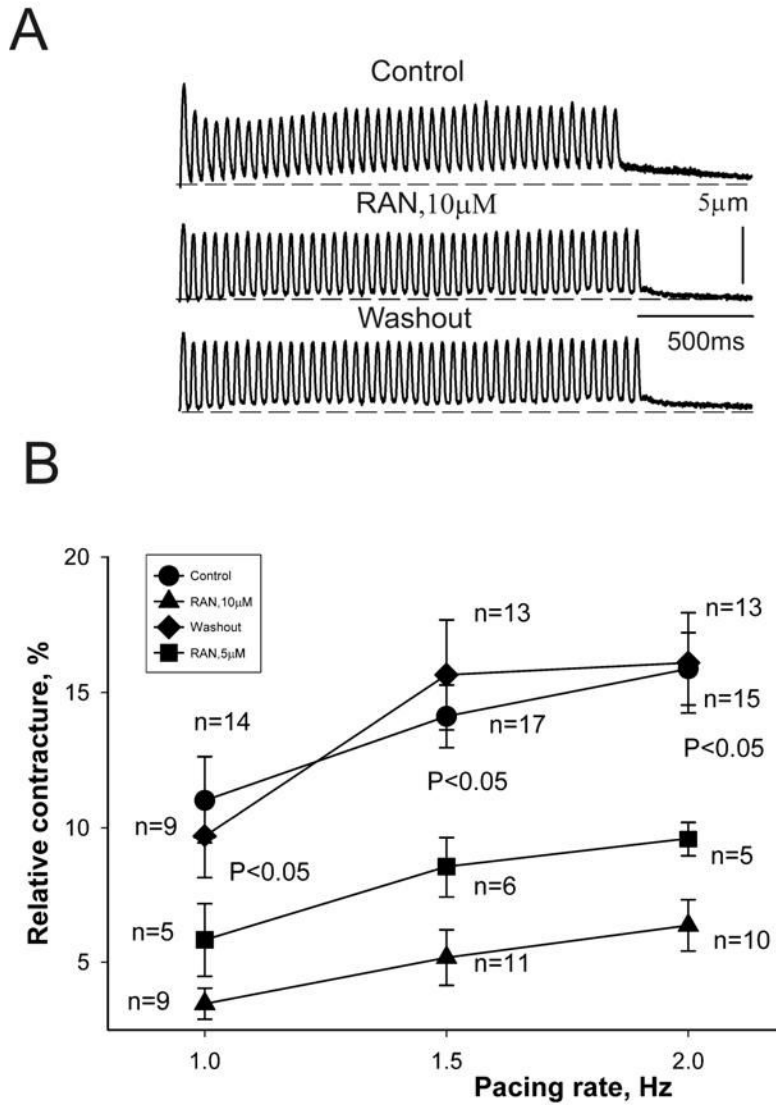 A
Control
RAN,10μM
5μm
Washout
500ms
B
Relative contracture, %
20
15
10
5
Control
RAN,10μM
Washout
RAN,5μM
n=14
n=13
n=13
n=17
n=15
P<0.05
P<0.05
n=9
P<0.05
n=5
n=6
n=5
n=9
n=11
n=10
1.0
1.5
2.0
Pacing rate, Hz